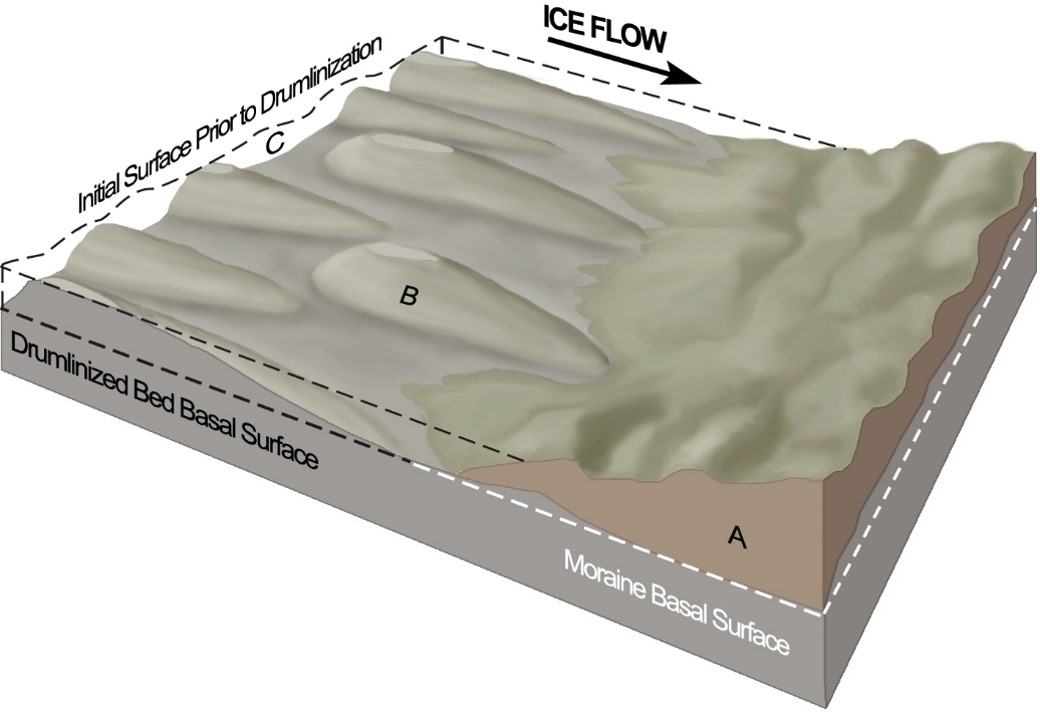 ICE FLOW
Initial Surface Prior to Drumlinization
C
B
Drumlinized Bed Basal Surface
A
Moraine Basal Surface